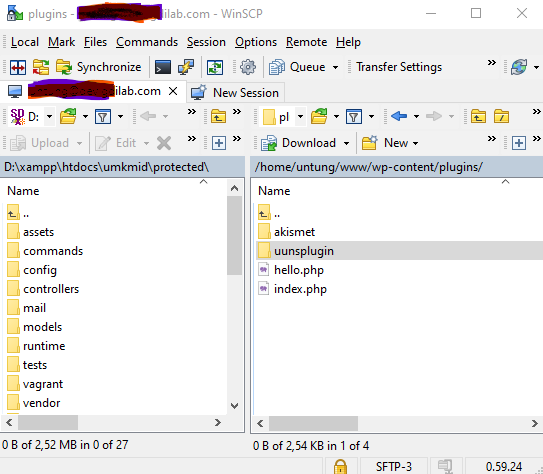 plugins - ilab.com - WinSCP
Local Mark Files Commands Session Options Remote Help
Synchronize Queue Transfer Settings
ilab.com New Session
D: pl
Upload Edit Download New
D:\xampp\htdocs\umkmid\protected\ /home/untung/www/wp-content/plugins/
Name Name
.. ..
assets akismet
commands uunsplugin
config hello.php
controllers index.php
mail
models
runtime
tests
vagrant
vendor
0 B of 2,52 MB in 0 of 27 0 B of 2,54 KB in 1 of 4
SFTP-3 0.59.24